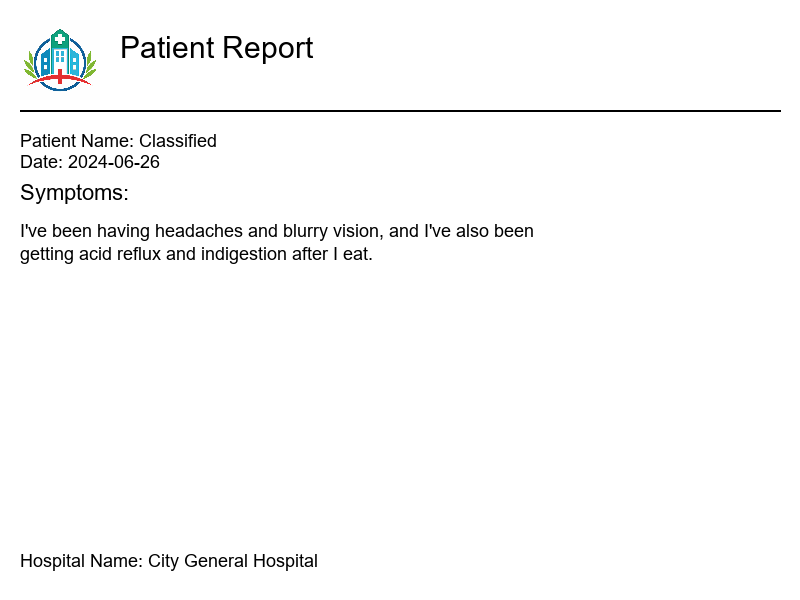 Patient Report
Patient Name: Classified
Date: 2024-06-26
Symptoms:
I've been having headaches and blurry vision, and I've also been
getting acid reflux and indigestion after I eat.
Hospital Name: City General Hospital